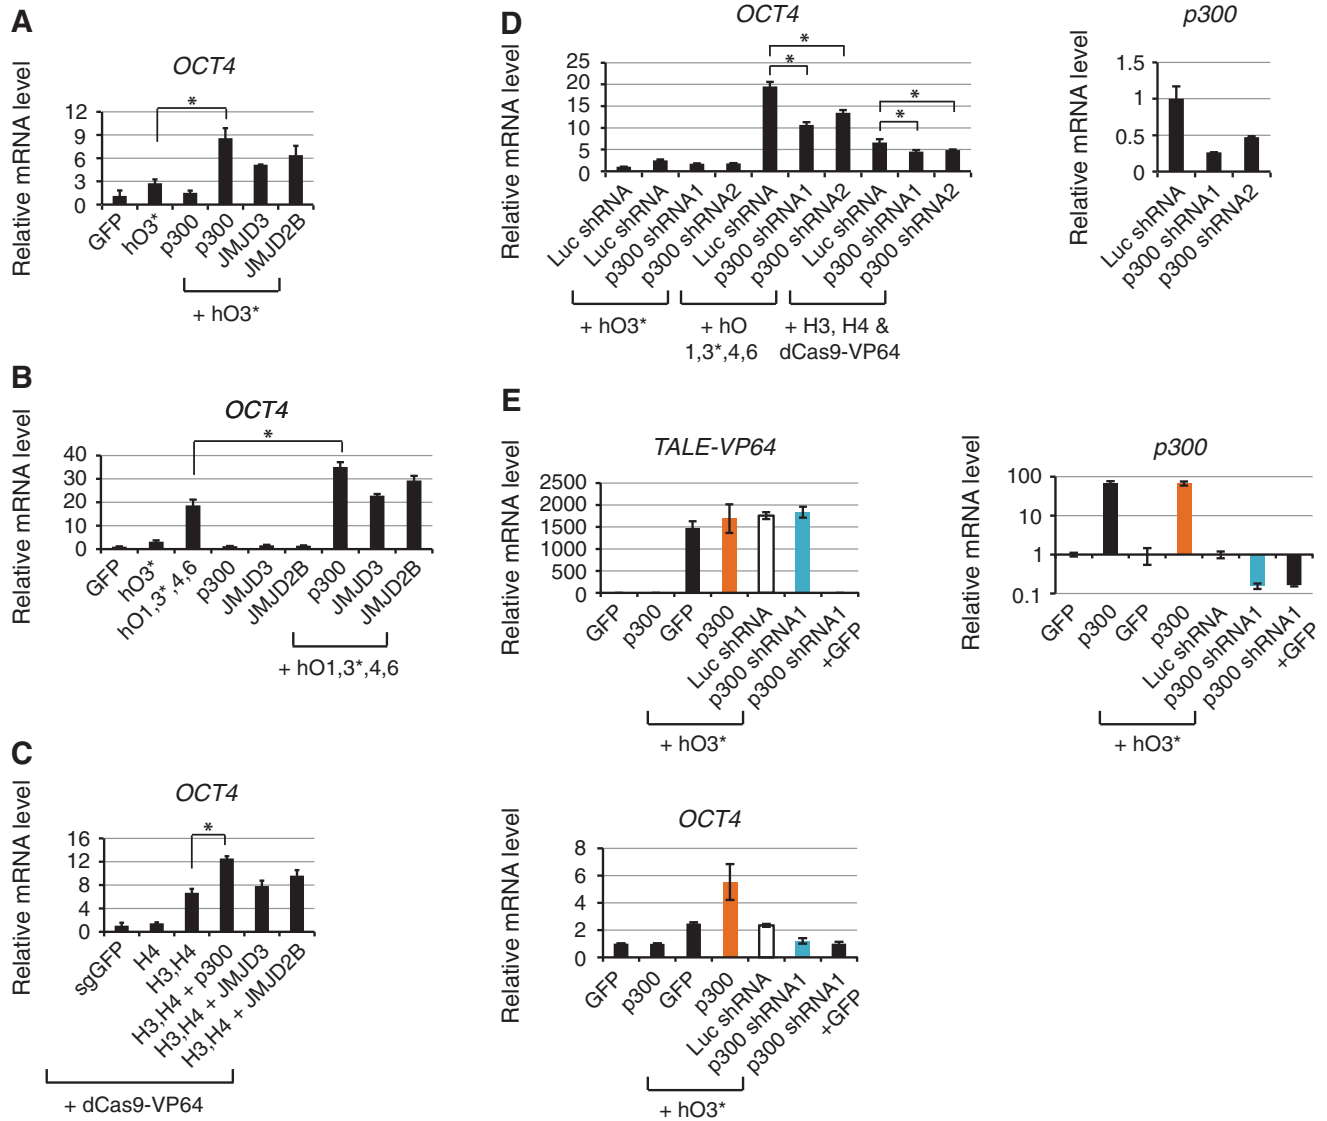 A
OCT4
Relative mRNA level
12
9
6
3
0
*
GFP
hO3*
p300
p300
JMJD3
JMJD2B
+ hO3*
B
OCT4
Relative mRNA level
40
30
20
10
0
*
GFP
hO3*
hO1,3*,4,6
p300
JMJD3
JMJD2B
p300
JMJD3
JMJD2B
+ hO1,3*,4,6
C
OCT4
Relative mRNA level
16
12
8
4
0
*
sgGFP
H4
H3,H4
H3,H4 + p300
H3,H4 + JMJD3
H3,H4 + JMJD2B
+ dCas9-VP64
D
OCT4
Relative mRNA level
25
20
15
10
5
0
*
*
*
*
Luc shRNA
Luc shRNA
p300 shRNA1
p300 shRNA2
Luc shRNA
p300 shRNA1
p300 shRNA2
Luc shRNA
p300 shRNA1
p300 shRNA2
+ hO3*
+ hO
1,3*,4,6
+ H3, H4 &
dCas9-VP64
p300
Relative mRNA level
1.5
1
0.5
0
Luc shRNA
p300 shRNA1
p300 shRNA2
E
TALE-VP64
Relative mRNA level
2500
2000
1500
1000
500
0
GFP
p300
GFP
p300
Luc shRNA
p300 shRNA1
p300 shRNA1
+GFP
+ hO3*
p300
Relative mRNA level
100
10
1
0.1
GFP
p300
GFP
p300
Luc shRNA
p300 shRNA1
p300 shRNA1
+GFP
+ hO3*
OCT4
Relative mRNA level
8
6
4
2
0
GFP
p300
GFP
p300
Luc shRNA
p300 shRNA1
p300 shRNA1
+GFP
+ hO3*